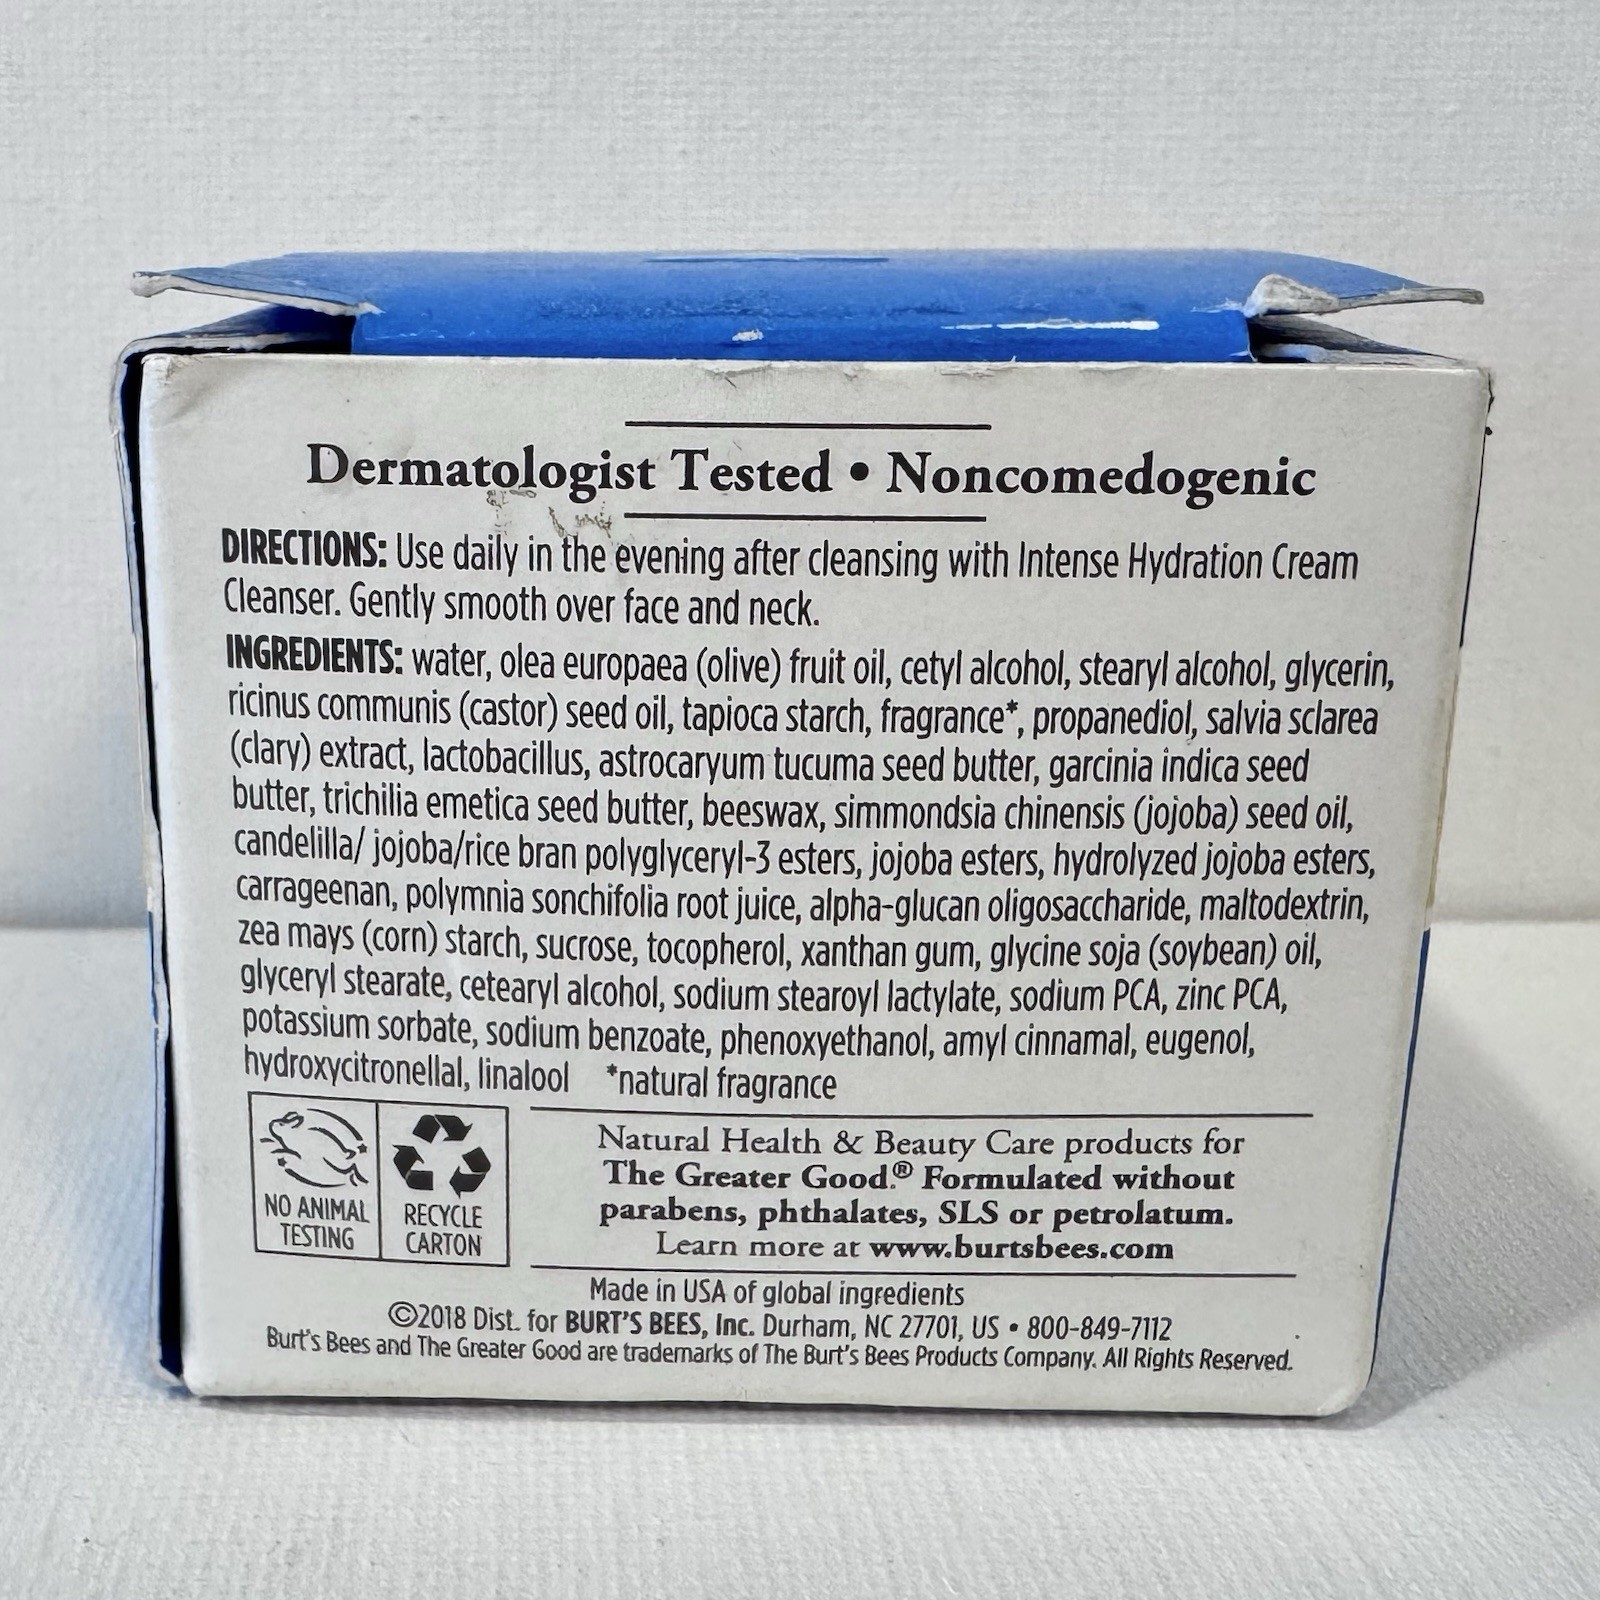 Dermatologist Tested • Noncomedogenic
DIRECTIONS: Use daily in the evening after cleansing with Intense Hydration Cream
Cleanser. Gently smooth over face and neck.
INGREDIENTS: water, olea europaea (olive) fruit oil, cetyl alcohol, stearyl alcohol, glycerin,
ricinus communis (castor) seed oil, tapioca starch, fragrance*, propanediol, salvia sclarea
(clary) extract, lactobacillus, astrocaryum tucuma seed butter, garcinia indica seed
butter, trichilia emetica seed butter, beeswax, simmondsia chinensis (jojoba) seed oil,
candelilla/ jojoba/rice bran polyglyceryl-3 esters, jojoba esters, hydrolyzed jojoba esters,
carrageenan, polymnia sonchifolia root juice, alpha-glucan oligosaccharide, maltodextrin,
zea mays (corn) starch, sucrose, tocopherol, xanthan gum, glycine soja (soybean) oil,
glyceryl stearate, cetearyl alcohol, sodium stearoyl lactylate, sodium PCA, zinc PCA,
potassium sorbate, sodium benzoate, phenoxyethanol, amyl cinnamal, eugenol,
hydroxycitronellal, linalool *natural fragrance
NO ANIMAL
TESTING
RECYCLE
CARTON
Natural Health & Beauty Care products for
The Greater Good.® Formulated without
parabens, phthalates, SLS or petrolatum.
Learn more at www.burtsbees.com
Made in USA of global ingredients
©2018 Dist. for BURT'S BEES, Inc. Durham, NC 27701, US • 800-849-7112
Burt's Bees and The Greater Good are trademarks of The Burt's Bees Products Company. All Rights Reserved.